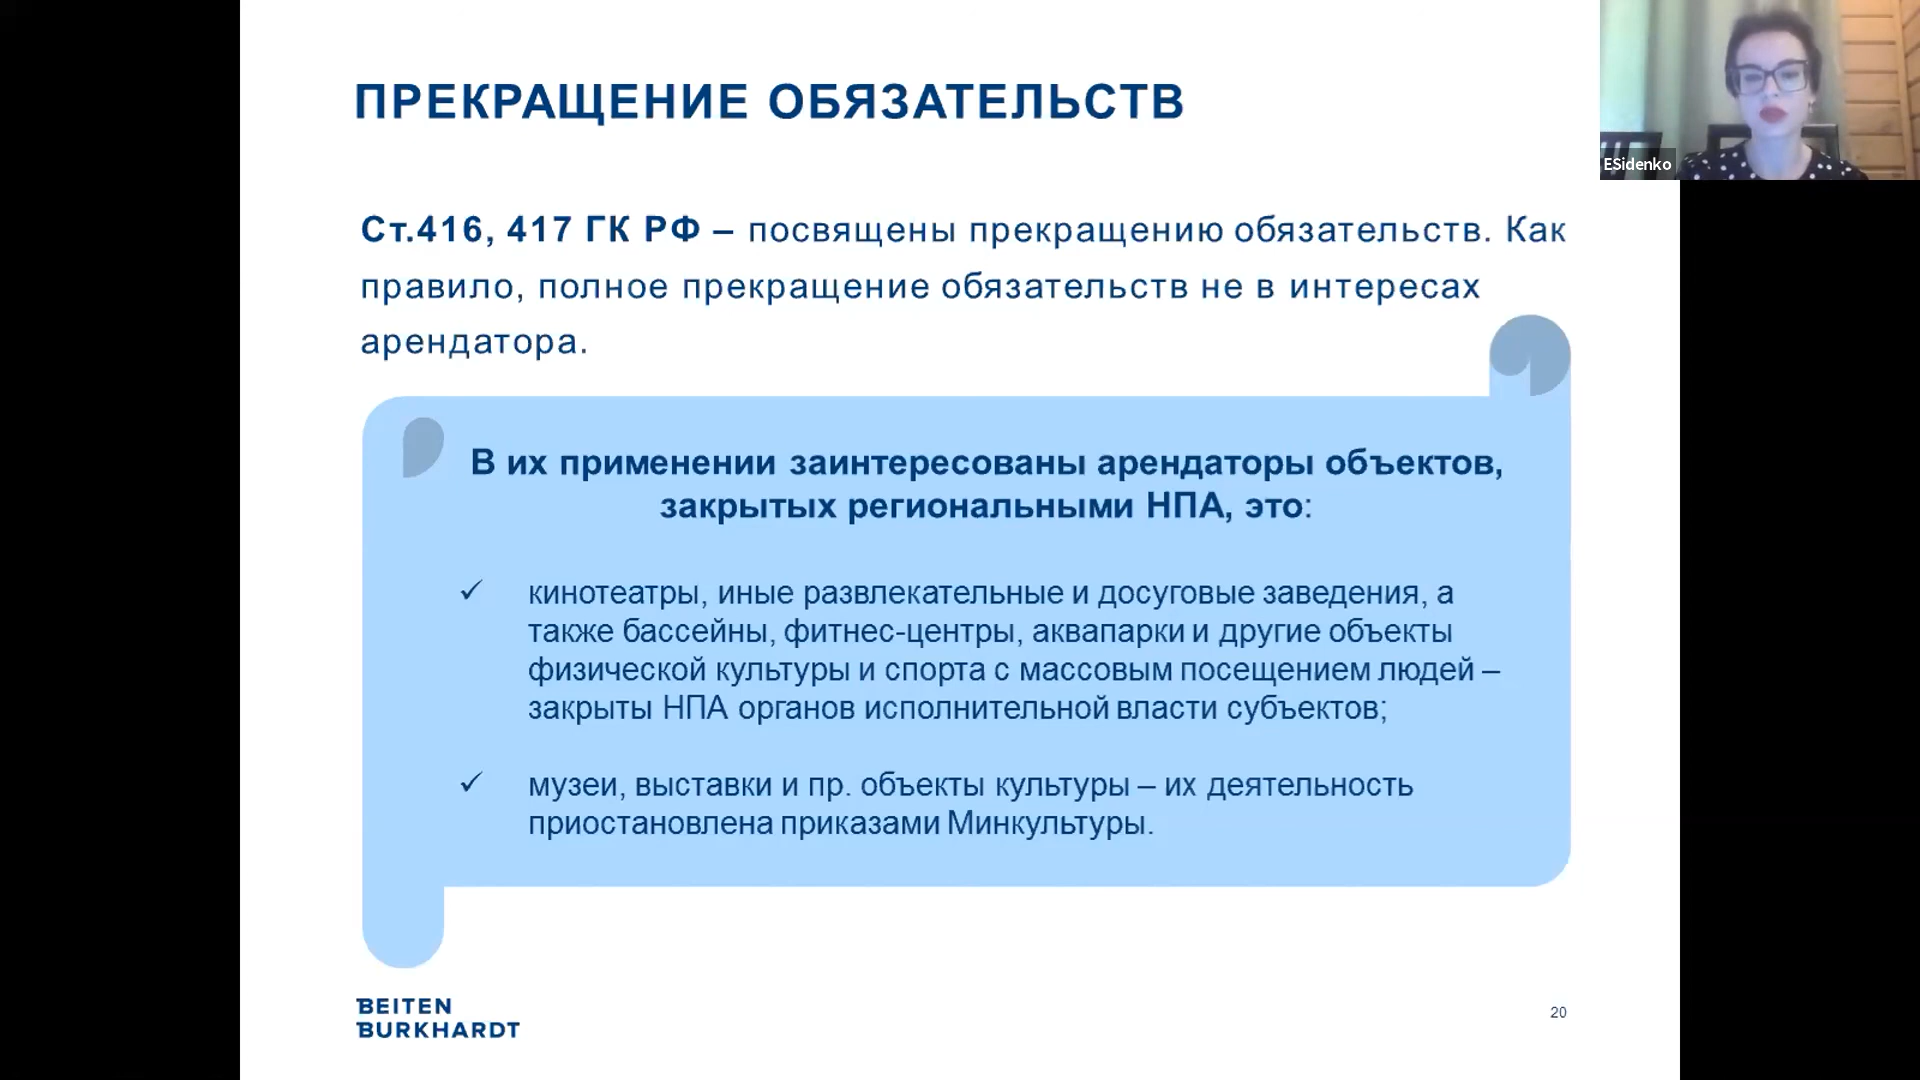 ПРЕКРАЩЕНИЕ ОБЯЗАТЕЛЬСТВ
ESidenko
Ст.416, 417 ГК РФ – посвящены прекращению обязательств. Как
правило, полное прекращение обязательств не в интересах
арендатора.
В их применении заинтересованы арендаторы объектов,
закрытых региональными НПА, это:
✓ кинотеатры, иные развлекательные и досуговые заведения, а
также бассейны, фитнес-центры, аквапарки и другие объекты
физической культуры и спорта с массовым посещением людей –
закрыты НПА органов исполнительной власти субъектов;
✓ музеи, выставки и пр. объекты культуры – их деятельность
приостановлена приказами Минкультуры.
BEITEN
BURKHARDT
20